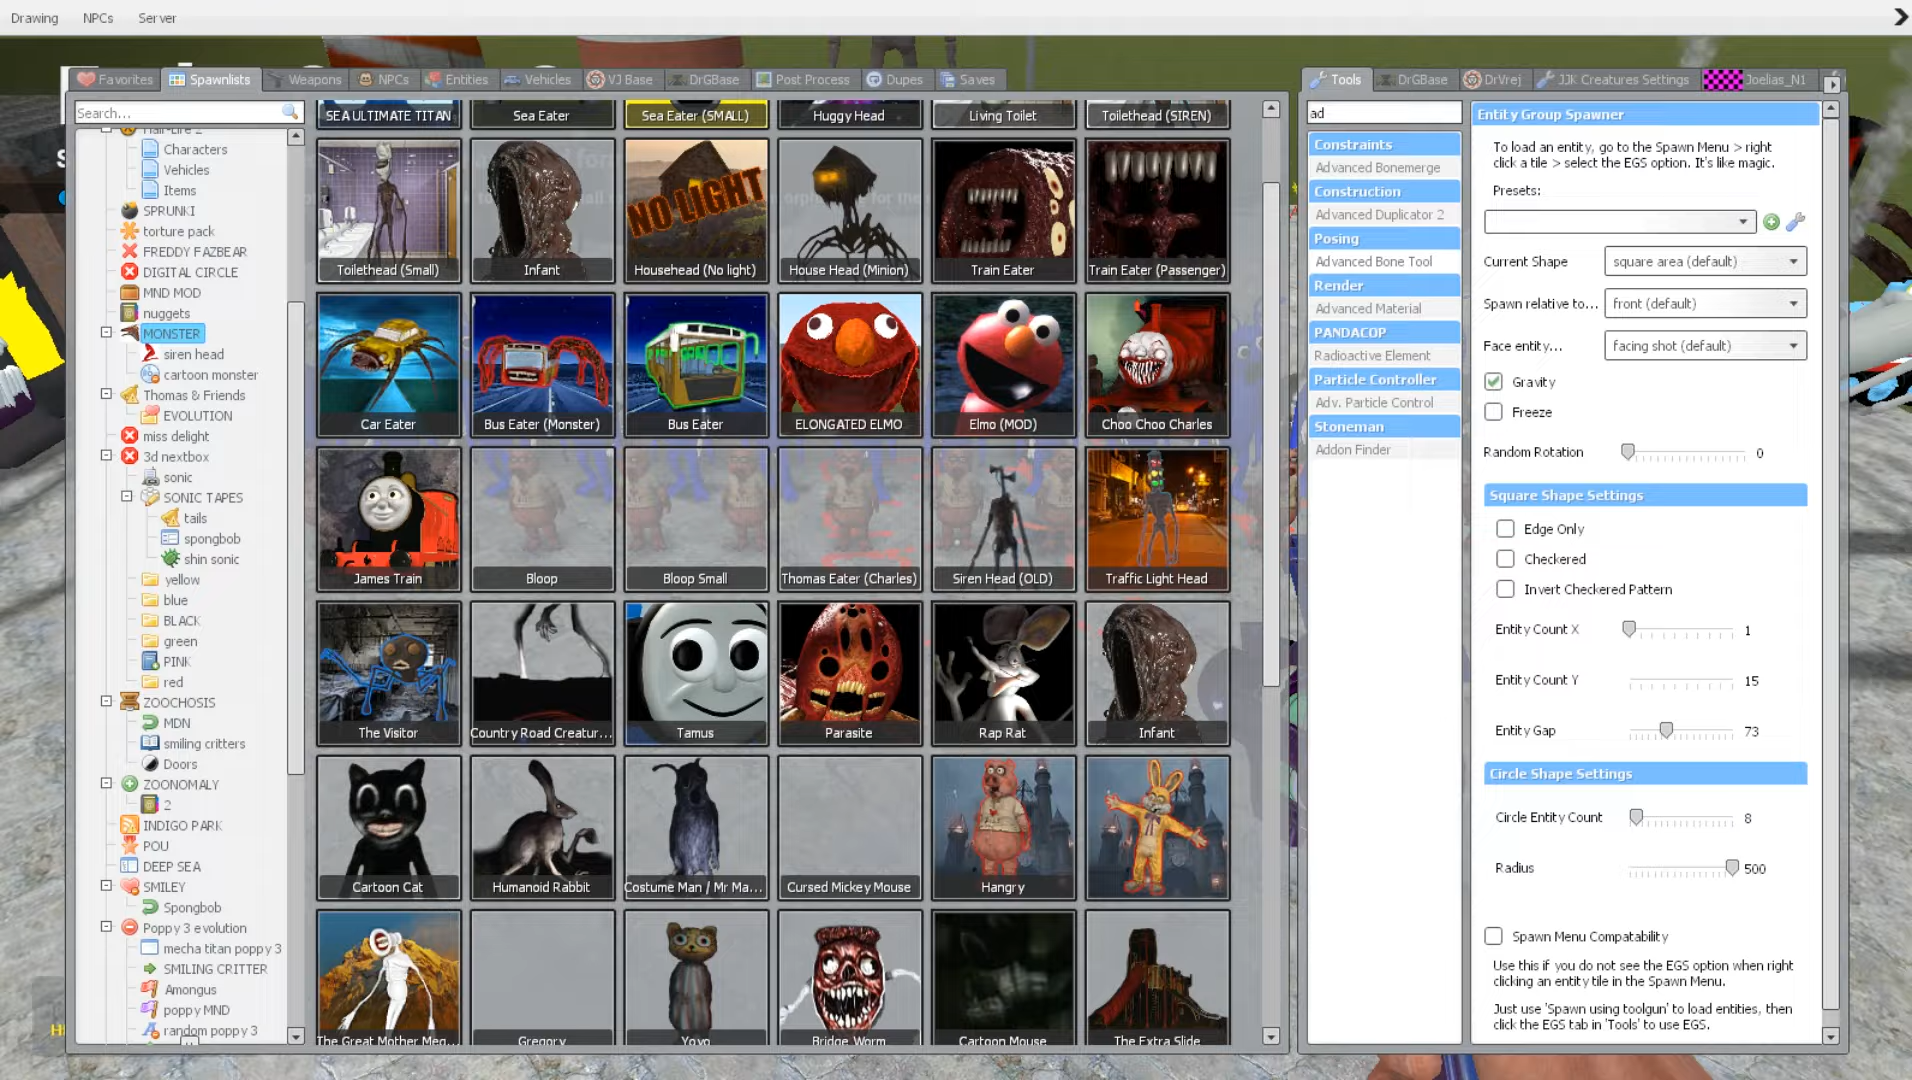 Drawing NPCs Server
Favorites Spawnlists Weapons NPCs Entities Vehicles VJ Base DrGBase Post Process Dupes Saves
Search...
Characters
Vehicles
Items
SPRUNKI
torture pack
FREDDY FAZBEAR
DIGITAL CIRCLE
MND MOD
nuggets
MONSTER
siren head
cartoon monster
Thomas & Friends
EVOLUTION
miss delight
3d nextbox
sonic
SONIC TAPES
tails
spongbob
shin sonic
yellow
blue
BLACK
green
PINK
red
ZOOCHOSIS
MDN
smiling critters
Doors
ZOONOMALY
2
INDIGO PARK
POU
DEEP SEA
SMILEY
Spongbob
Poppy 3 evolution
mecha titan poppy 3
SMILING CRITTER
Amongus
poppy MND
random poppy 3
SEA ULTIMATE TITAN Sea Eater Sea Eater (SMALL) Huggy Head Living Toilet Toilethead (SIREN)
NO LIGHT
Toilethead (Small) Infant Househead (No light) House Head (Minion) Train Eater Train Eater (Passenger)
Car Eater Bus Eater (Monster) Bus Eater ELONGATED ELMO Elmo (MOD) Choo Choo Charles
James Train Bloop Bloop Small Thomas Eater (Charles) Siren Head (OLD) Traffic Light Head
The Visitor Country Road Creatur... Tamus Parasite Rap Rat Infant
Cartoon Cat Humanoid Rabbit Costume Man / Mr Ma... Cursed Mickey Mouse Hangry
The Great Mother Meg... Gregory Yoyo Bridge Worm Cartoon Mouse The Extra Slide
Tools DrGBase DrVrej JJK Creatures Settings Joelias_N1
ad
Constraints
Advanced Bonemerge
Construction
Advanced Duplicator 2
Posing
Advanced Bone Tool
Render
Advanced Material
PANDACOP
Radioactive Element
Particle Controller
Adv. Particle Control
Stoneman
Addon Finder
Entity Group Spawner
To load an entity, go to the Spawn Menu > right
click a tile > select the EGS option. It's like magic.
Presets:
Current Shape square area (default)
Spawn relative to... front (default)
Face entity... facing shot (default)
Gravity
Freeze
Random Rotation 0
Square Shape Settings
Edge Only
Checkered
Invert Checkered Pattern
Entity Count X 1
Entity Count Y 15
Entity Gap 73
Circle Shape Settings
Circle Entity Count 8
Radius 500
Spawn Menu Compatability
Use this if you do not see the EGS option when right
clicking an entity tile in the Spawn Menu.
Just use 'Spawn using toolgun' to load entities, then
click the EGS tab in 'Tools' to use EGS.